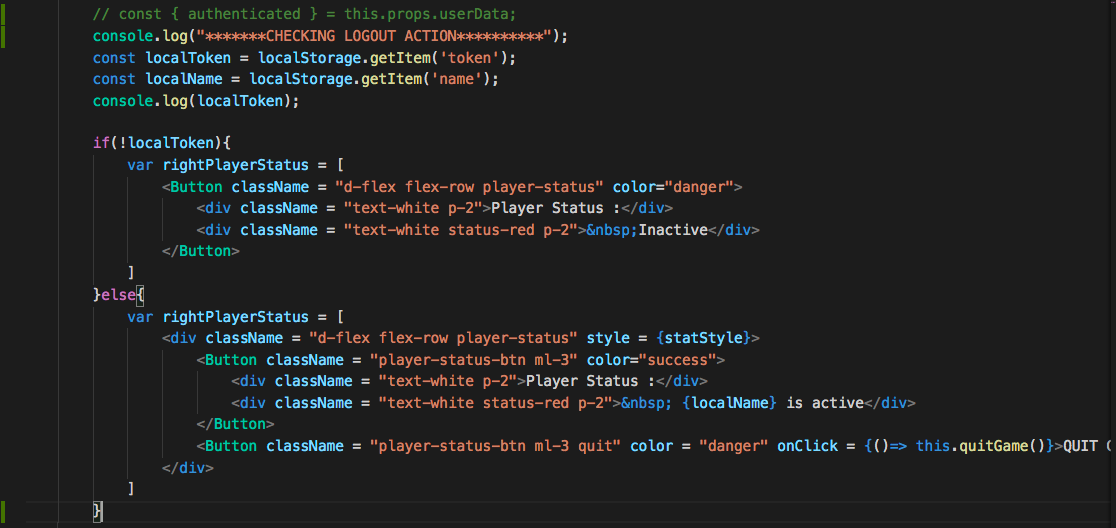 // const { authenticated } = this.props.userData;
console.log("*******CHECKING LOGOUT ACTION**********");
const localToken = localStorage.getItem('token');
const localName = localStorage.getItem('name');
console.log(localToken);
if(!localToken){
var rightPlayerStatus = [
<Button className = "d-flex flex-row player-status" color="danger">
<div className = "text-white p-2">Player Status :</div>
<div className = "text-white status-red p-2">&nbsp;Inactive</div>
</Button>
]
}else{
var rightPlayerStatus = [
<div className = "d-flex flex-row player-status" style = {statStyle}>
<Button className = "player-status-btn ml-3" color="success">
<div className = "text-white p-2">Player Status :</div>
<div className = "text-white status-red p-2">&nbsp; {localName} is active</div>
</Button>
<Button className = "player-status-btn ml-3 quit" color = "danger" onClick = {()=> this.quitGame()}>QUIT
</div>
]
}